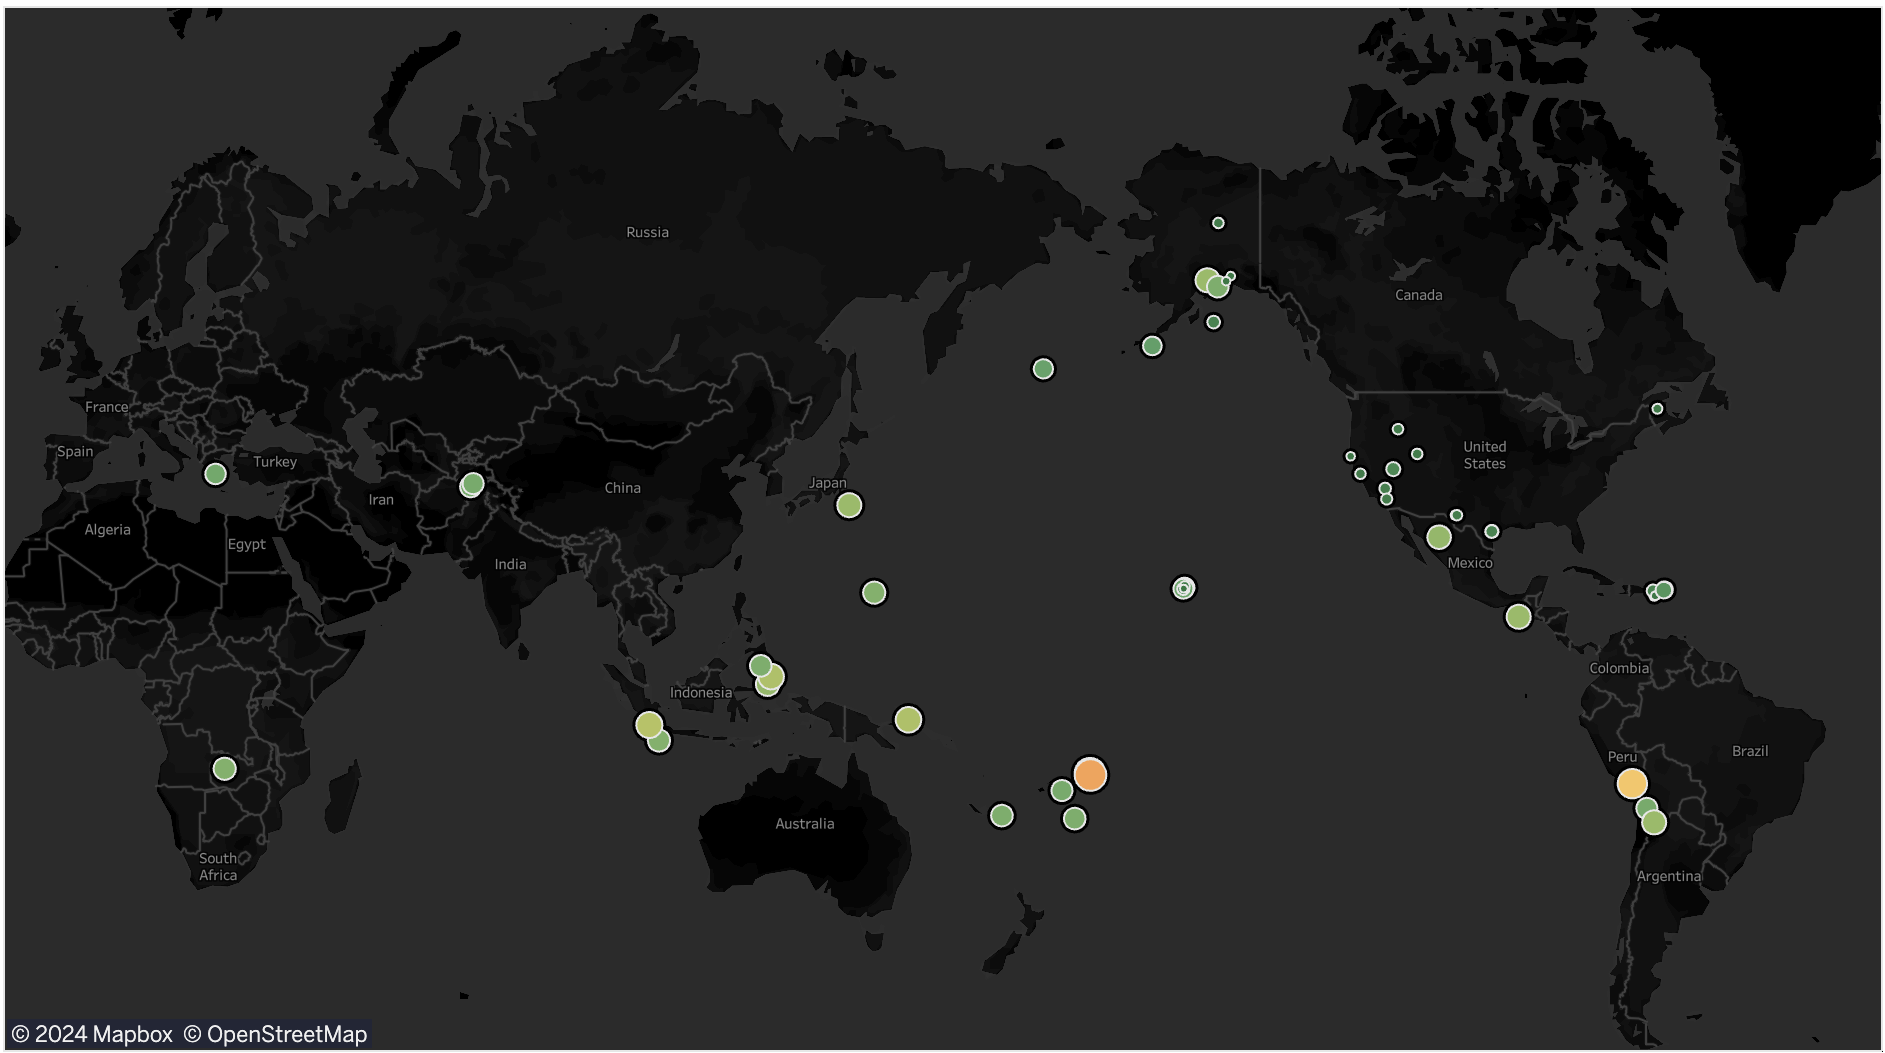 Russia
Canada
France
Spain
Turkey
United
States
Japan
China
Iran
Algeria
Egypt
India
Mexico
Colombia
Indonesia
Peru
Brazil
Australia
South
Africa
Argentina
© 2024 Mapbox © OpenStreetMap